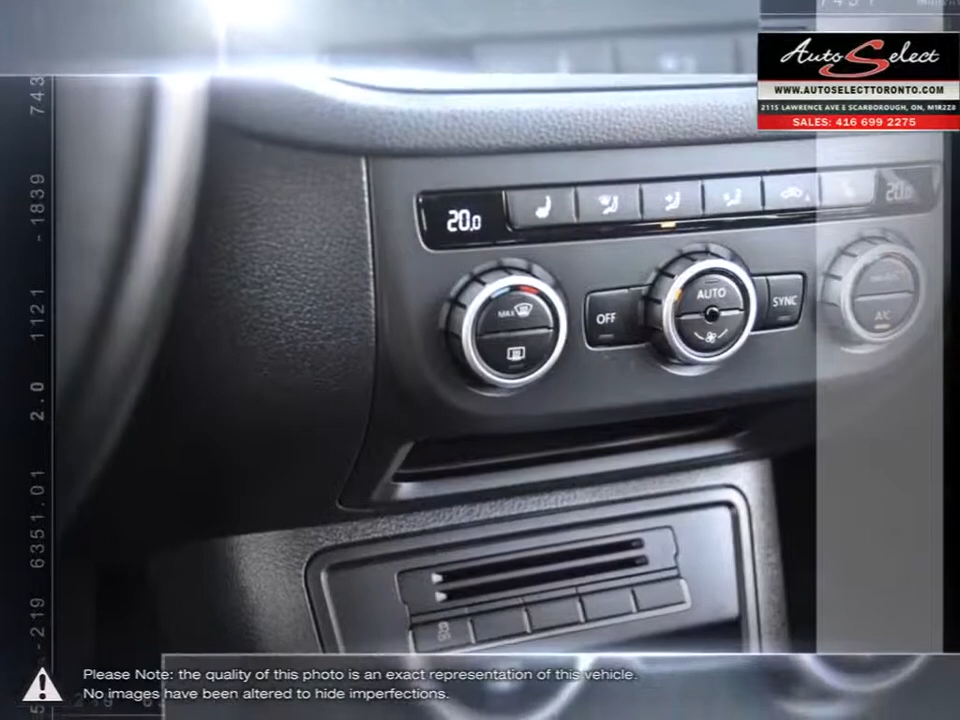 Auto Select
WWW.AUTOSELECTTORONTO.COM
2115 LAWRENCE AVE E SCARBOROUGH, ON, M1R2Z8
SALES: 416 699 2275
743
- 1839
1121
2.0
6351.01
-219
20.0
20.0
MAX
OFF
AUTO
SYNC
A/C
Please Note: the quality of this photo is an exact representation of this vehicle.
No images have been altered to hide imperfections.